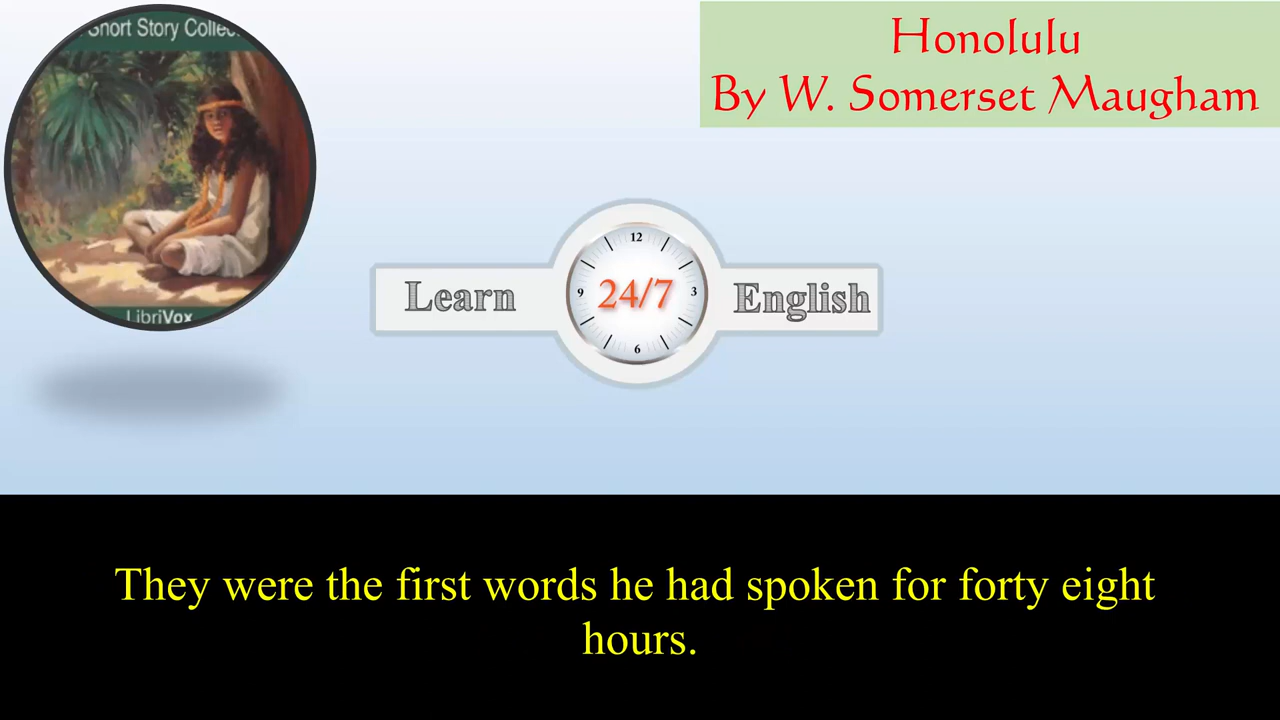 Short Story Collec
LibriVox
Honolulu
By W. Somerset Maugham
Learn 24/7 English
12
9
3
6
They were the first words he had spoken for forty eight
hours.